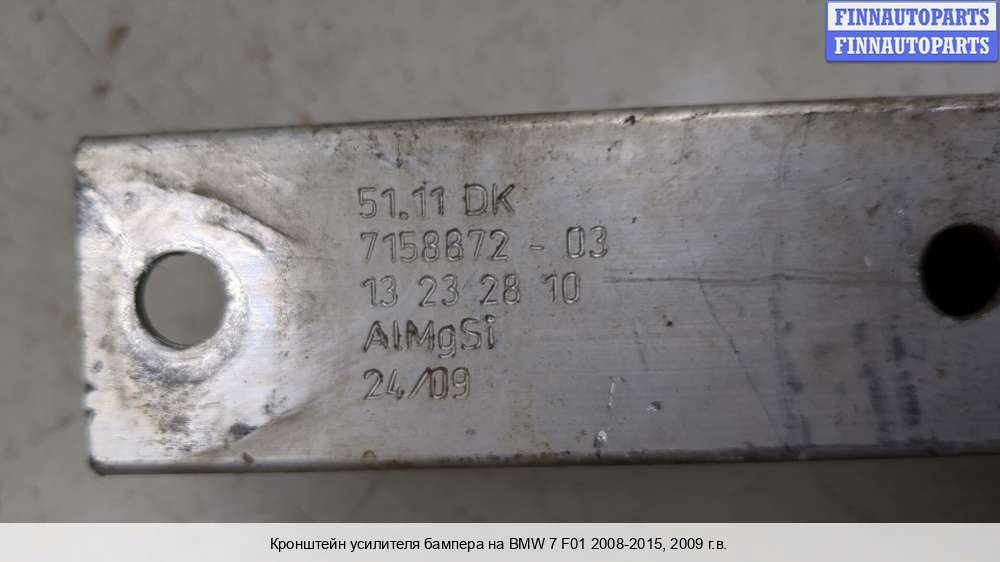 FINNAUTOPARTS
FINNAUTOPARTS
51.11 DK
7158872 - 03
13 23 28 10
AlMgSi
24/09
Кронштейн усилителя бампера на BMW 7 F01 2008-2015, 2009 г.в.